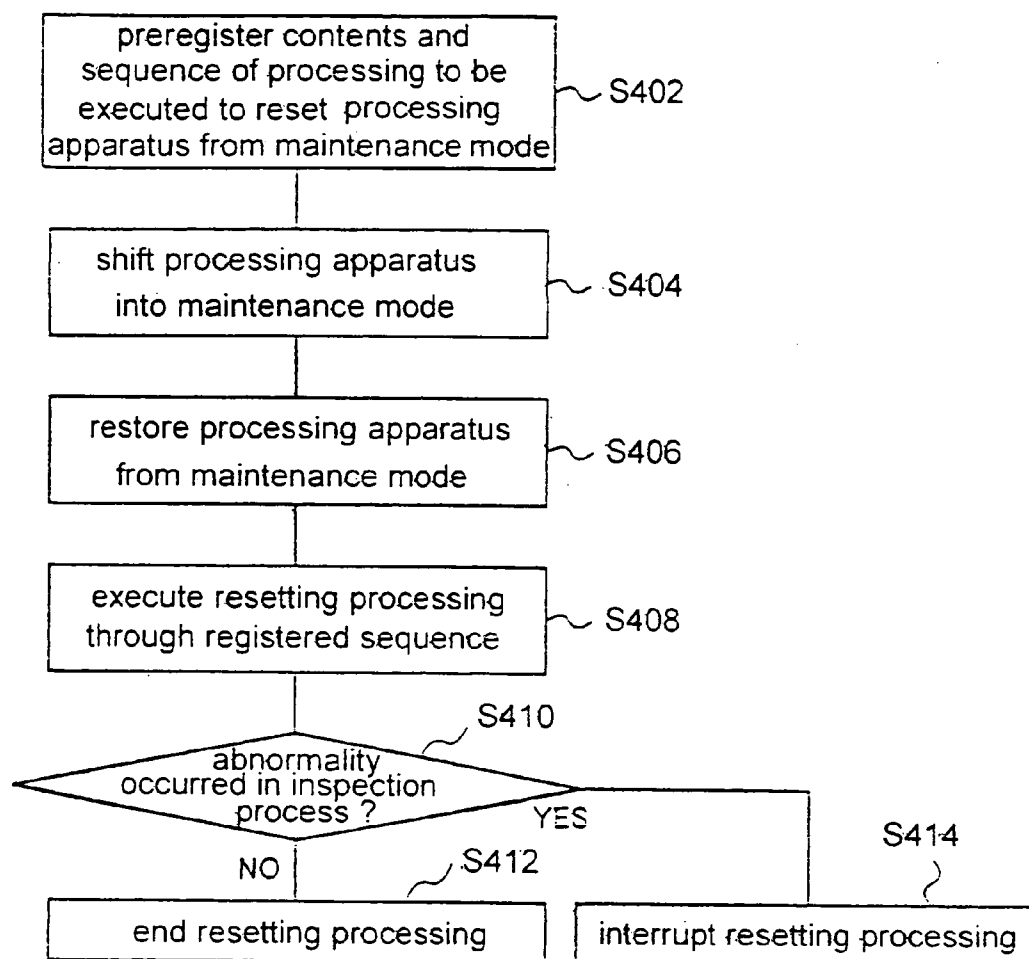 preregister contents and
sequence of processing to be
executed to reset processing
apparatus from maintenance mode
S402
shift processing apparatus
into maintenance mode
S404
restore processing apparatus
from maintenance mode
S406
execute resetting processing
through registered sequence
S408
S410
abnormality
occurred in inspection
process ?
YES
NO
S412
S414
end resetting processing
interrupt resetting processing